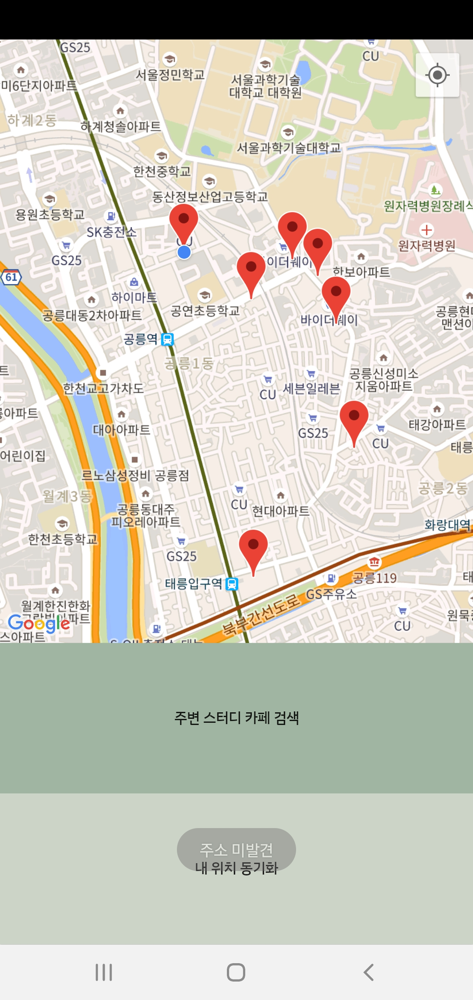 GS25
CU
서울정민학교
서울과학기술
대학교 대학원
미6단지아파트
하계2동
하계청솔아파트
서울과학기술대학교
한천중학교
동산정보산업고등학교
원자력병원장례식
용원초등학교
SK충전소
CU
원자력병원
GS25
이더웨이
한보아파트
61
하이마트
공릉대동2차아파트
공연초등학교
바이더웨이
공릉현대
맨션아
공릉역
공릉1동
트
한천교고가차도
CU
세븐일레븐
공릉신성미소
지움아파트
릉아파트
대아아파트
GS25
CU
태강아파트
태릉
어린이집
르노삼성정비 공릉점
월계3동
공릉2동
CU
현대아파트
공릉동대주
피오레아파트
화랑대역
한천초등학교
GS25
태릉입구역
공릉119
태
GS주유소
월계한진한화
그랑빌아파트
북부간선도로
원묵중
CU
Google
스아파트
S-OIL 충전소 태능
주변 스터디 카페 검색
주소 미발견
내 위치 동기화